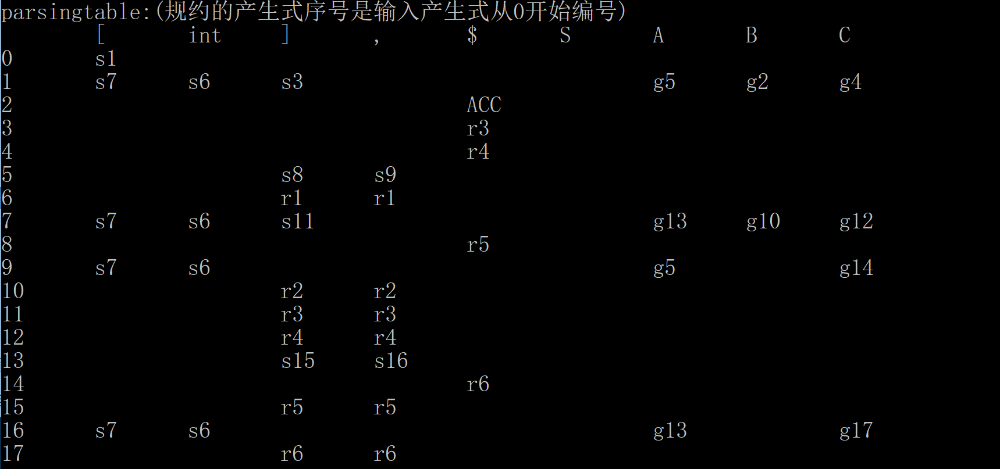 parsingtable:(规约的产生式序号是输入产生式从0开始编号)
[ int ] , $ S A B C
0 s1
1 s7 s6 s3 g5 g2 g4
2 ACC
3 r3
4 r4
5 s8 s9
6 r1 r1
7 s7 s6 s11 g13 g10 g12
8 r5
9 s7 s6 g5 g14
10 r2 r2
11 r3 r3
12 r4 r4
13 s15 s16
14 r6
15 r5 r5
16 s7 s6 g13 g17
17 r6 r6